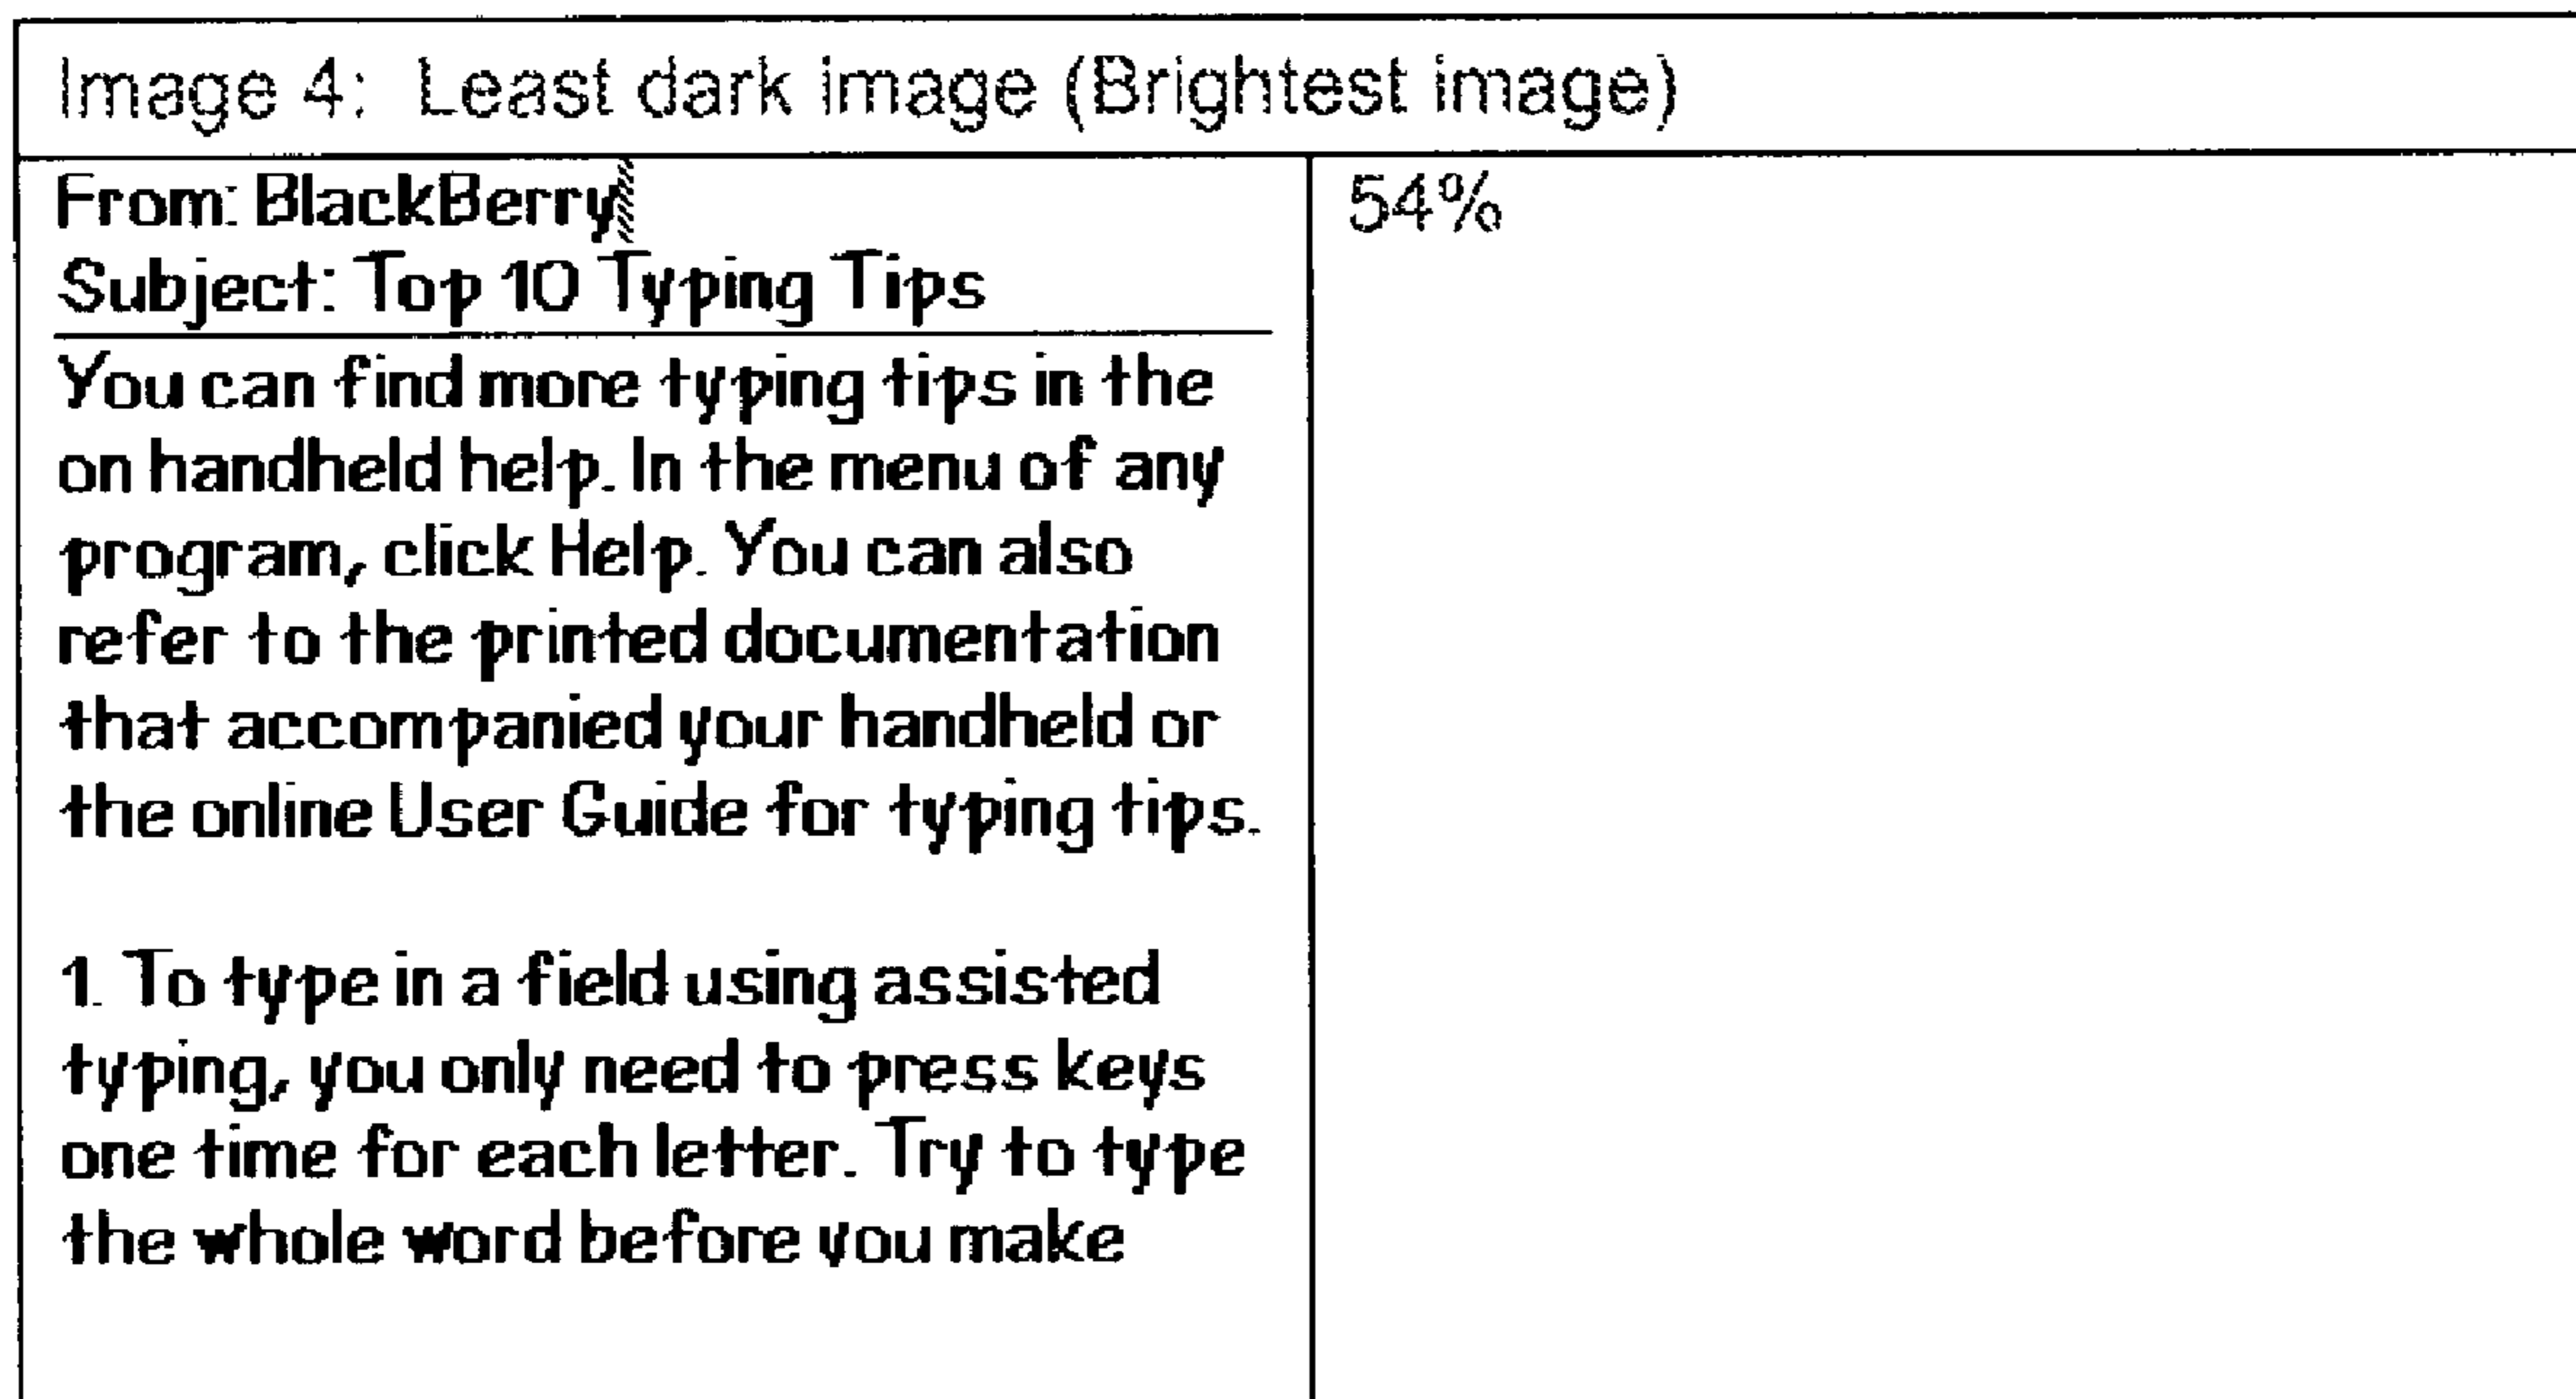 Image 4: Least dark image (Brightest image)
From: BlackBerry
Subject: Top 10 Typing Tips
You can find more typing tips in the
on handheld help. In the menu of any
program, click Help. You can also
refer to the printed documentation
that accompanied your handheld or
the online User Guide for typing tips.
1. To type in a field using assisted
typing, you only need to press keys
one time for each letter. Try to type
the whole word before you make
54%